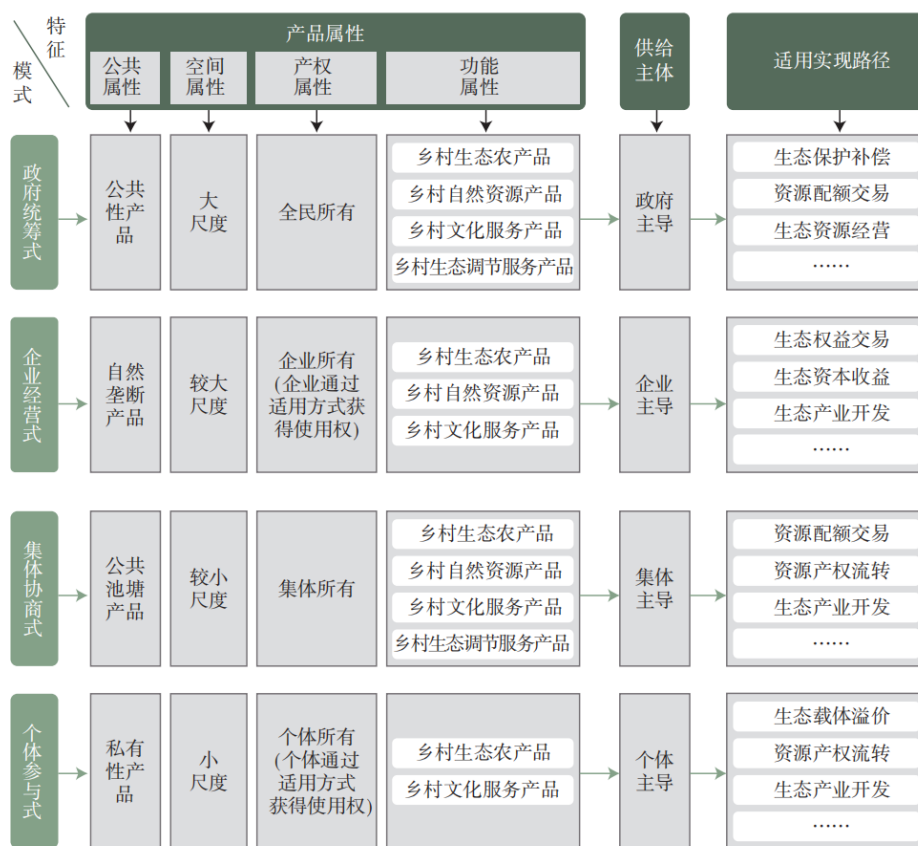 特征
模式
产品属性
公共
属性
空间
属性
产权
属性
功能
属性
供给
主体
适用实现路径
政府统筹式
公共
性产
品
大
尺度
全民所有
乡村生态农产品
乡村自然资源产品
乡村文化服务产品
乡村生态调节服务产品
政府
主导
生态保护补偿
资源配额交易
生态资源经营
……
企业经营式
自然
垄断
产品
较大
尺度
企业所有
(企业通过
适用方式获
得使用权)
乡村生态农产品
乡村自然资源产品
乡村文化服务产品
企业
主导
生态权益交易
生态资本收益
生态产业开发
……
集体协商式
公共
池塘
产品
较小
尺度
集体所有
乡村生态农产品
乡村自然资源产品
乡村文化服务产品
乡村生态调节服务产品
集体
主导
资源配额交易
资源产权流转
生态产业开发
……
个体参与式
私有
性产
品
小
尺度
个体所有
(个体通过
适用方式
获得使用权)
乡村生态农产品
乡村文化服务产品
个体
主导
生态载体溢价
资源产权流转
生态产业开发
……